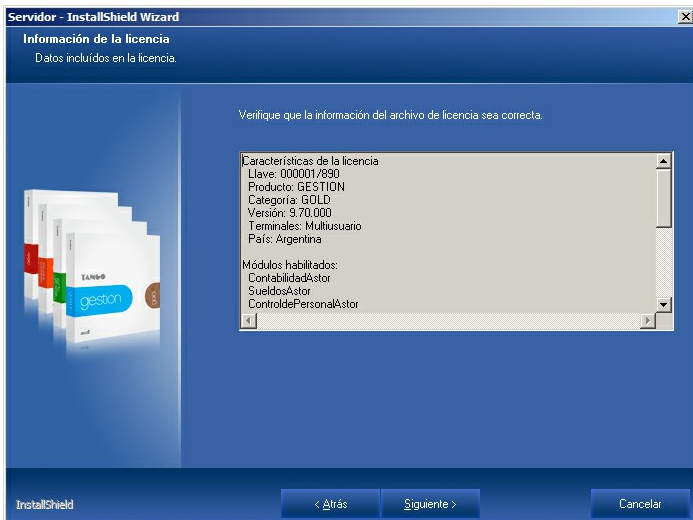 Servidor - InstallShield Wizard
Información de la licencia
Datos incluídos en la licencia.
Verifique que la información del archivo de licencia sea correcta.
Características de la licencia
Llave: 000001/890
Producto: GESTION
Categoría: GOLD
Versión: 9.70.000
Terminales: Multiusuario
País: Argentina
Módulos habilitados:
ContabilidadAstor
SueldosAstor
ControldePersonalAstor
TANGO
gestion
InstallShield
< Atrás
Siguiente >
Cancelar